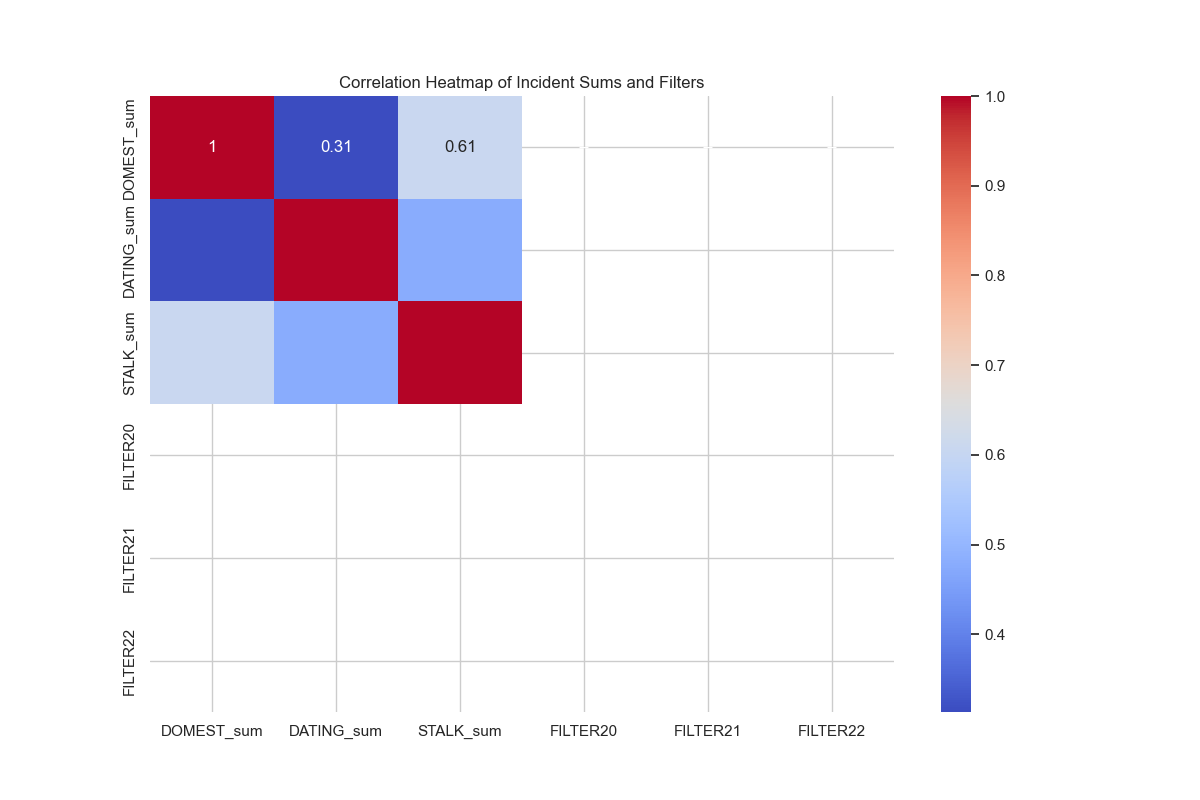 Correlation Heatmap of Incident Sums and Filters
DOMEST_sum
DATING_sum
STALK_sum
FILTER20
FILTER21
FILTER22
1 0.31 0.61
DOMEST_sum DATING_sum STALK_sum FILTER20 FILTER21 FILTER22
1.0
0.9
0.8
0.7
0.6
0.5
0.4